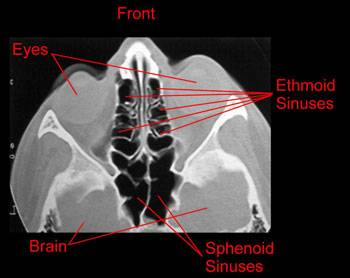 Front
Eyes
Ethmoid
Sinuses
Brain
Sphenoid
Sinuses